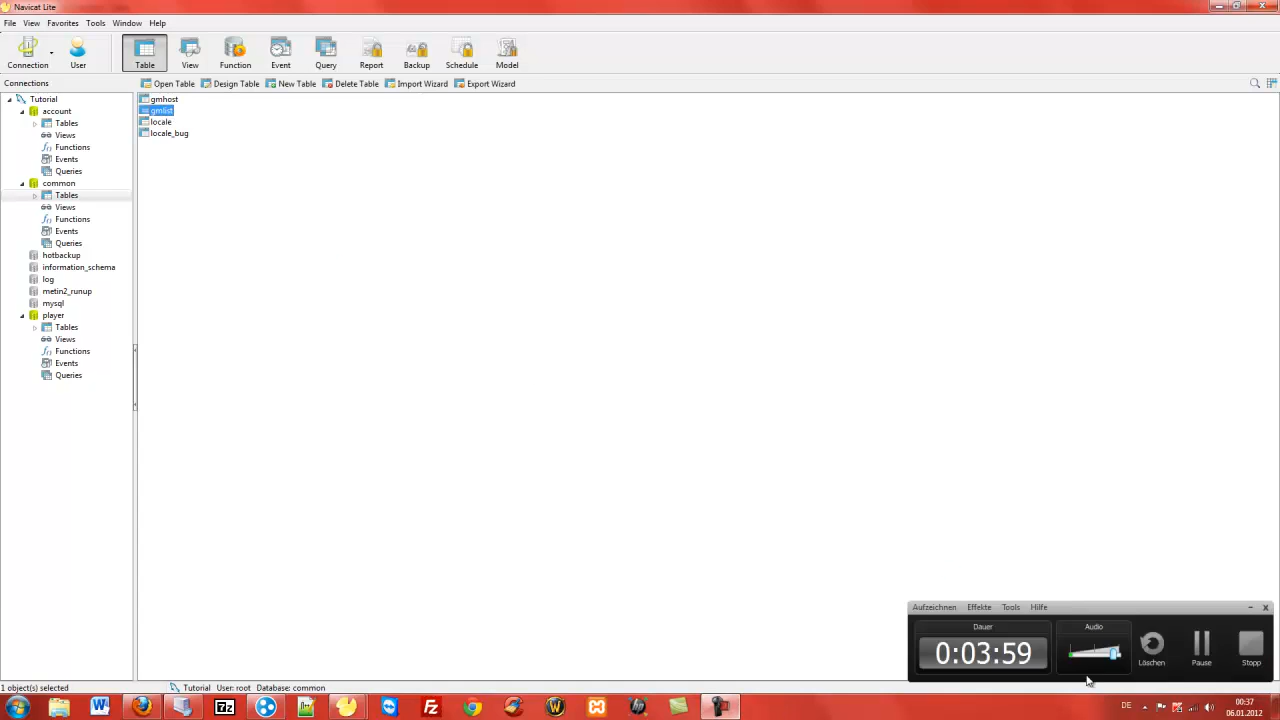 Navicat Lite
File View Favorites Tools Window Help
Connection User Table View Function Event Query Report Backup Schedule Model
Connections Open Table Design Table New Table Delete Table Import Wizard Export Wizard
Tutorial
account
Tables
Views
Functions
Events
Queries
common
Tables
Views
Functions
Events
Queries
hotbackup
information_schema
log
metin2_runup
mysql
player
Tables
Views
Functions
Events
Queries
gmhost
gmlist
locale
locale_bug
Aufzeichnen Effekte Tools Hilfe
Dauer Audio
0:03:59
Löschen Pause Stopp
1 object(s) selected Tutorial User: root Database: common
W 7z Fz W
DE 00:37
06.01.2012